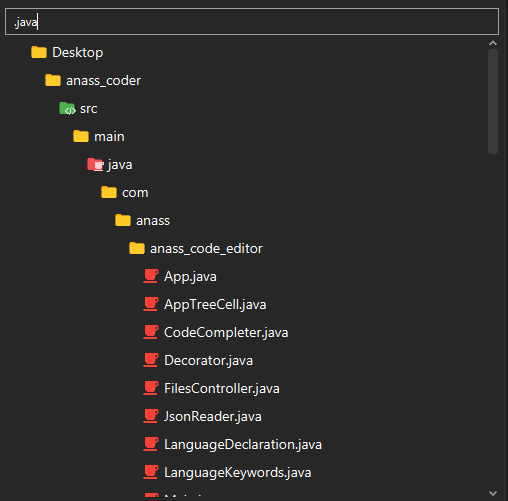 .java
Desktop
anass_coder
src
main
java
com
anass
anass_code_editor
App.java
AppTreeCell.java
CodeCompleter.java
Decorator.java
FilesController.java
JsonReader.java
LanguageDeclaration.java
LanguageKeywords.java